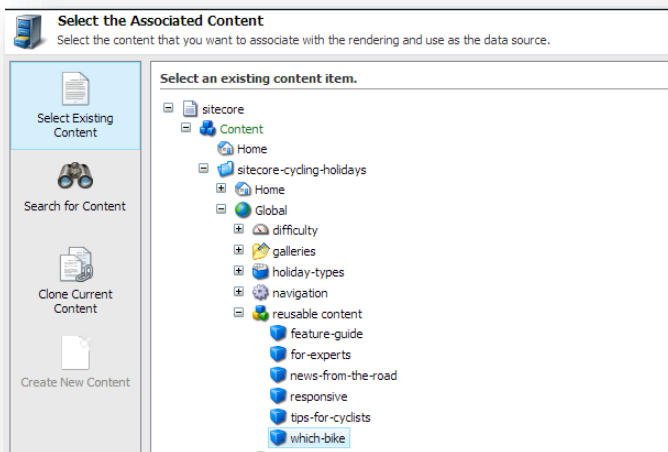 Select the Associated Content
Select the content that you want to associate with the rendering and use as the data source.
Select Existing
Content
Search for Content
Clone Current
Content
Create New Content
Select an existing content item.
sitecore
Content
Home
sitecore-cycling-holidays
Home
Global
difficulty
galleries
holiday-types
navigation
reusable content
feature-guide
for-experts
news-from-the-road
responsive
tips-for-cyclists
which-bike